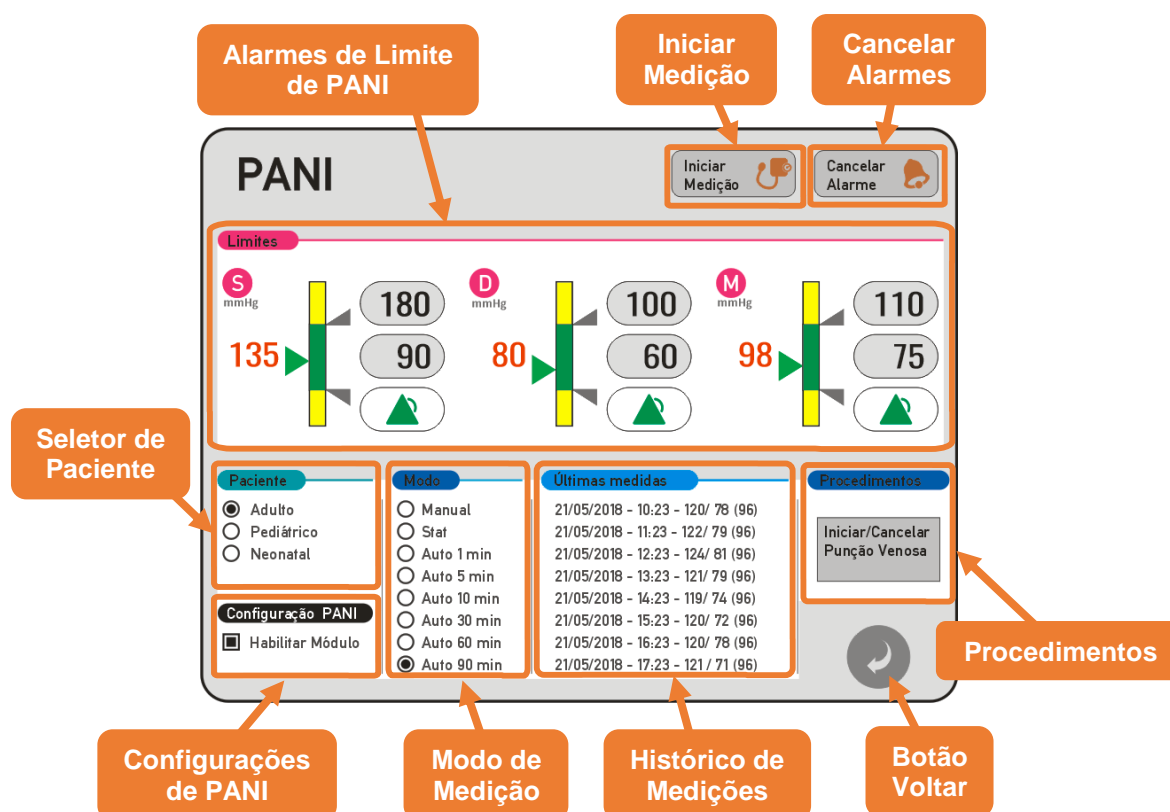 Alarmes de Limite
de PANI
Iniciar
Medição
Cancelar
Alarmes
PANI
Iniciar
Medição
Cancelar
Alarme
Limites
S
mmHg
180
135
90
D
mmHg
100
80
60
M
mmHg
110
98
75
Seletor de
Paciente
Paciente
Adulto
Pediátrico
Neonatal
Configuração PANI
Habilitar Módulo
Modo
Manual
Stat
Auto 1 min
Auto 5 min
Auto 10 min
Auto 30 min
Auto 60 min
Auto 90 min
Últimas medidas
21/05/2018 - 10:23 - 120/ 78 (96)
21/05/2018 - 11:23 - 122/ 79 (96)
21/05/2018 - 12:23 - 124/ 81 (96)
21/05/2018 - 13:23 - 121/ 79 (96)
21/05/2018 - 14:23 - 119/ 74 (96)
21/05/2018 - 15:23 - 120/ 72 (96)
21/05/2018 - 16:23 - 120/ 78 (96)
21/05/2018 - 17:23 - 121 / 71 (96)
Procedimentos
Iniciar/Cancelar
Punção Venosa
Procedimentos
Configurações
de PANI
Modo de
Medição
Histórico de
Medições
Botão
Voltar